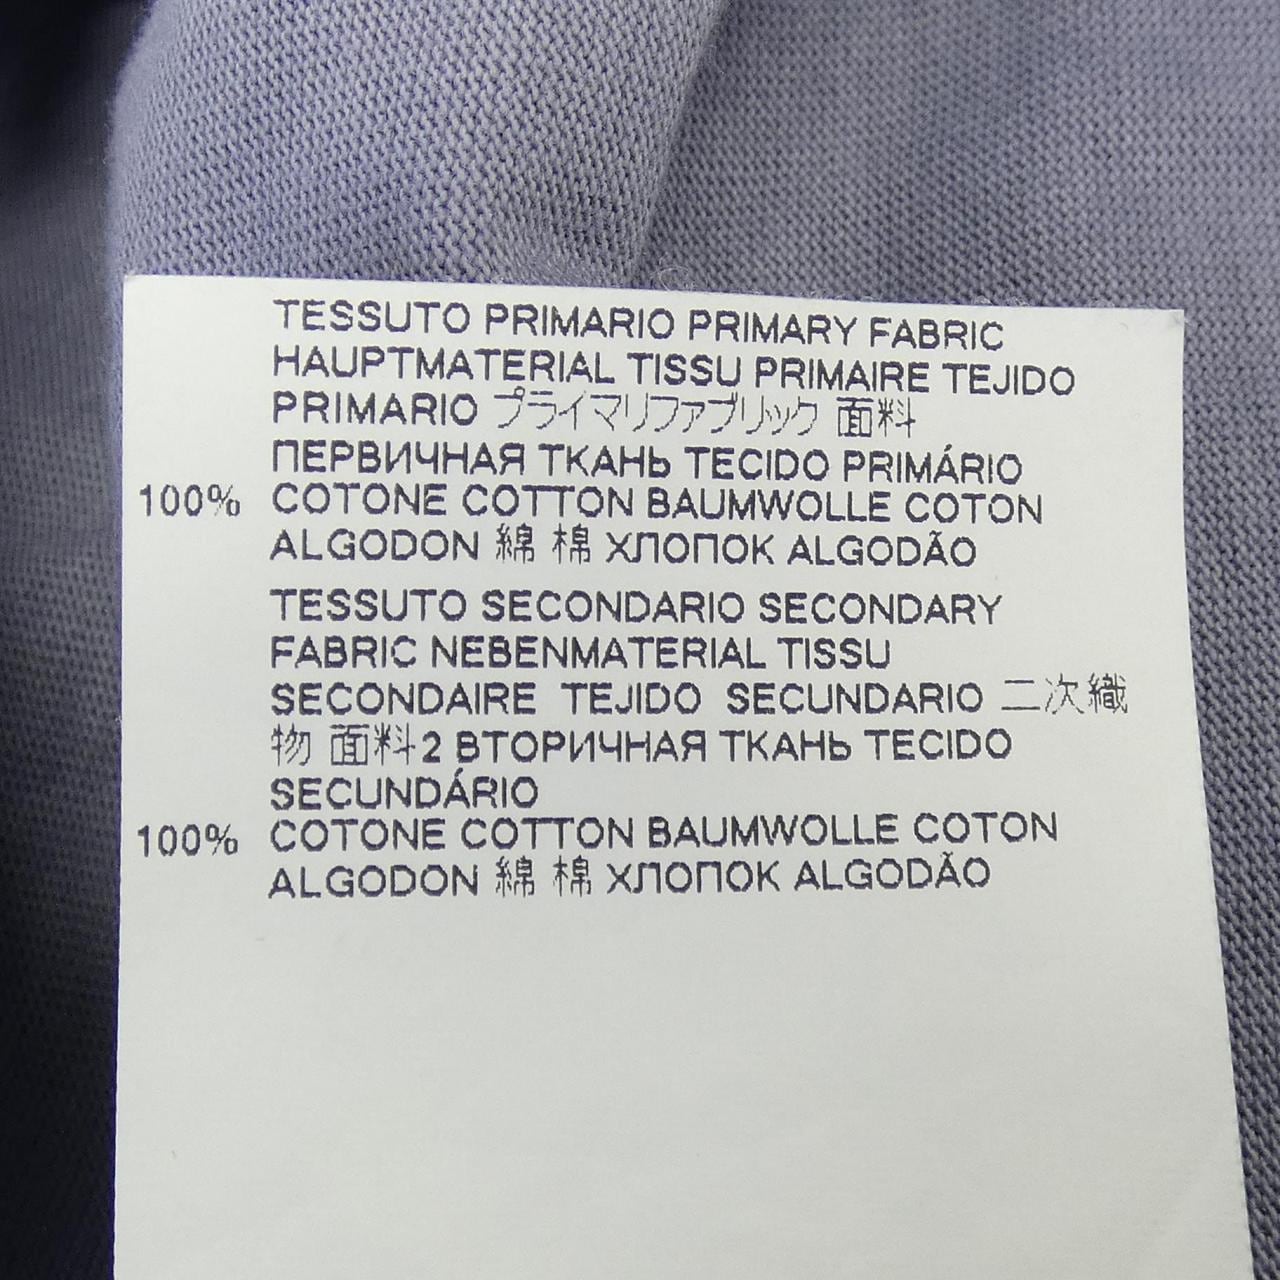 TESSUTO PRIMARIO PRIMARY FABRIC
HAUPTMATERIAL TISSU PRIMAIRE TEJIDO
PRIMARIO プライマリファブリック 面料
ПЕРВИЧНАЯ ТКАНЬ TECIDO PRIMÁRIO
100% COTONE COTTON BAUMWOLLE COTON
ALGODON 綿 棉 ХЛОПОК ALGODÃO
TESSUTO SECONDARIO SECONDARY
FABRIC NEBENMATERIAL TISSU
SECONDAIRE TEJIDO SECUNDARIO 二次織
物 面料2 ВТОРИЧНАЯ ТКАНЬ TECIDO
SECUNDÁRIO
100% COTONE COTTON BAUMWOLLE COTON
ALGODON 綿 棉 ХЛОПОК ALGODÃO